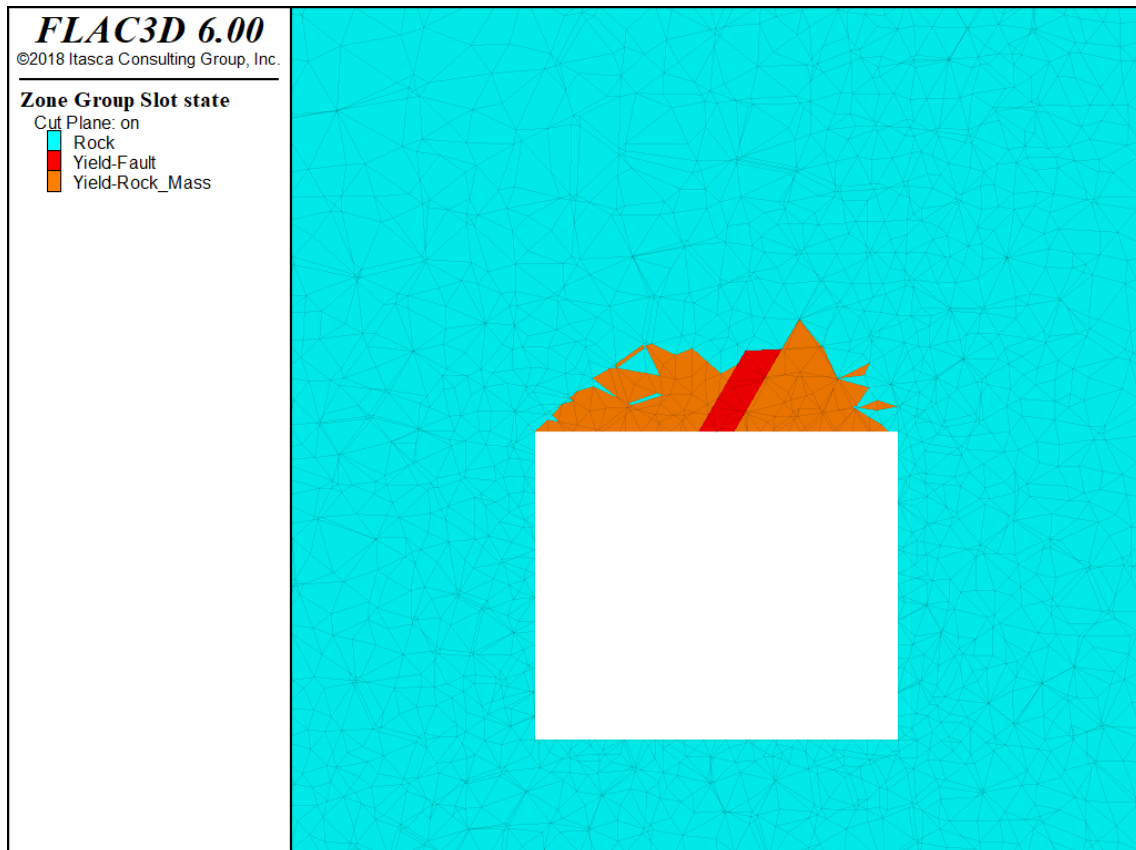 FLAC3D 6.00
©2018 Itasca Consulting Group, Inc.
Zone Group Slot state
Cut Plane: on
Rock
Yield-Fault
Yield-Rock_Mass